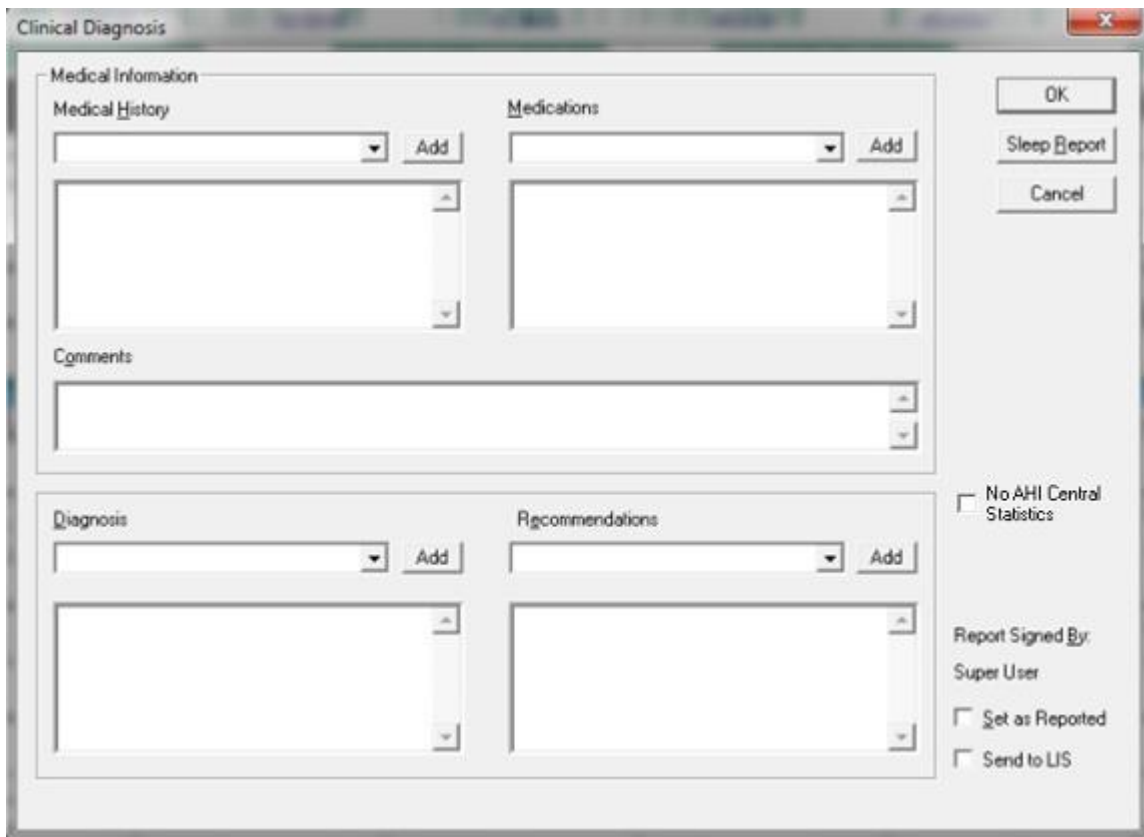 Clinical Diagnosis
x
Medical Information
Medical History
Medications
Add
Add
Comments
Diagnosis
Recommendations
Add
Add
OK
Sleep Report
Cancel
No AHI Central
Statistics
Report Signed By:
Super User
Set as Reported
Send to LIS